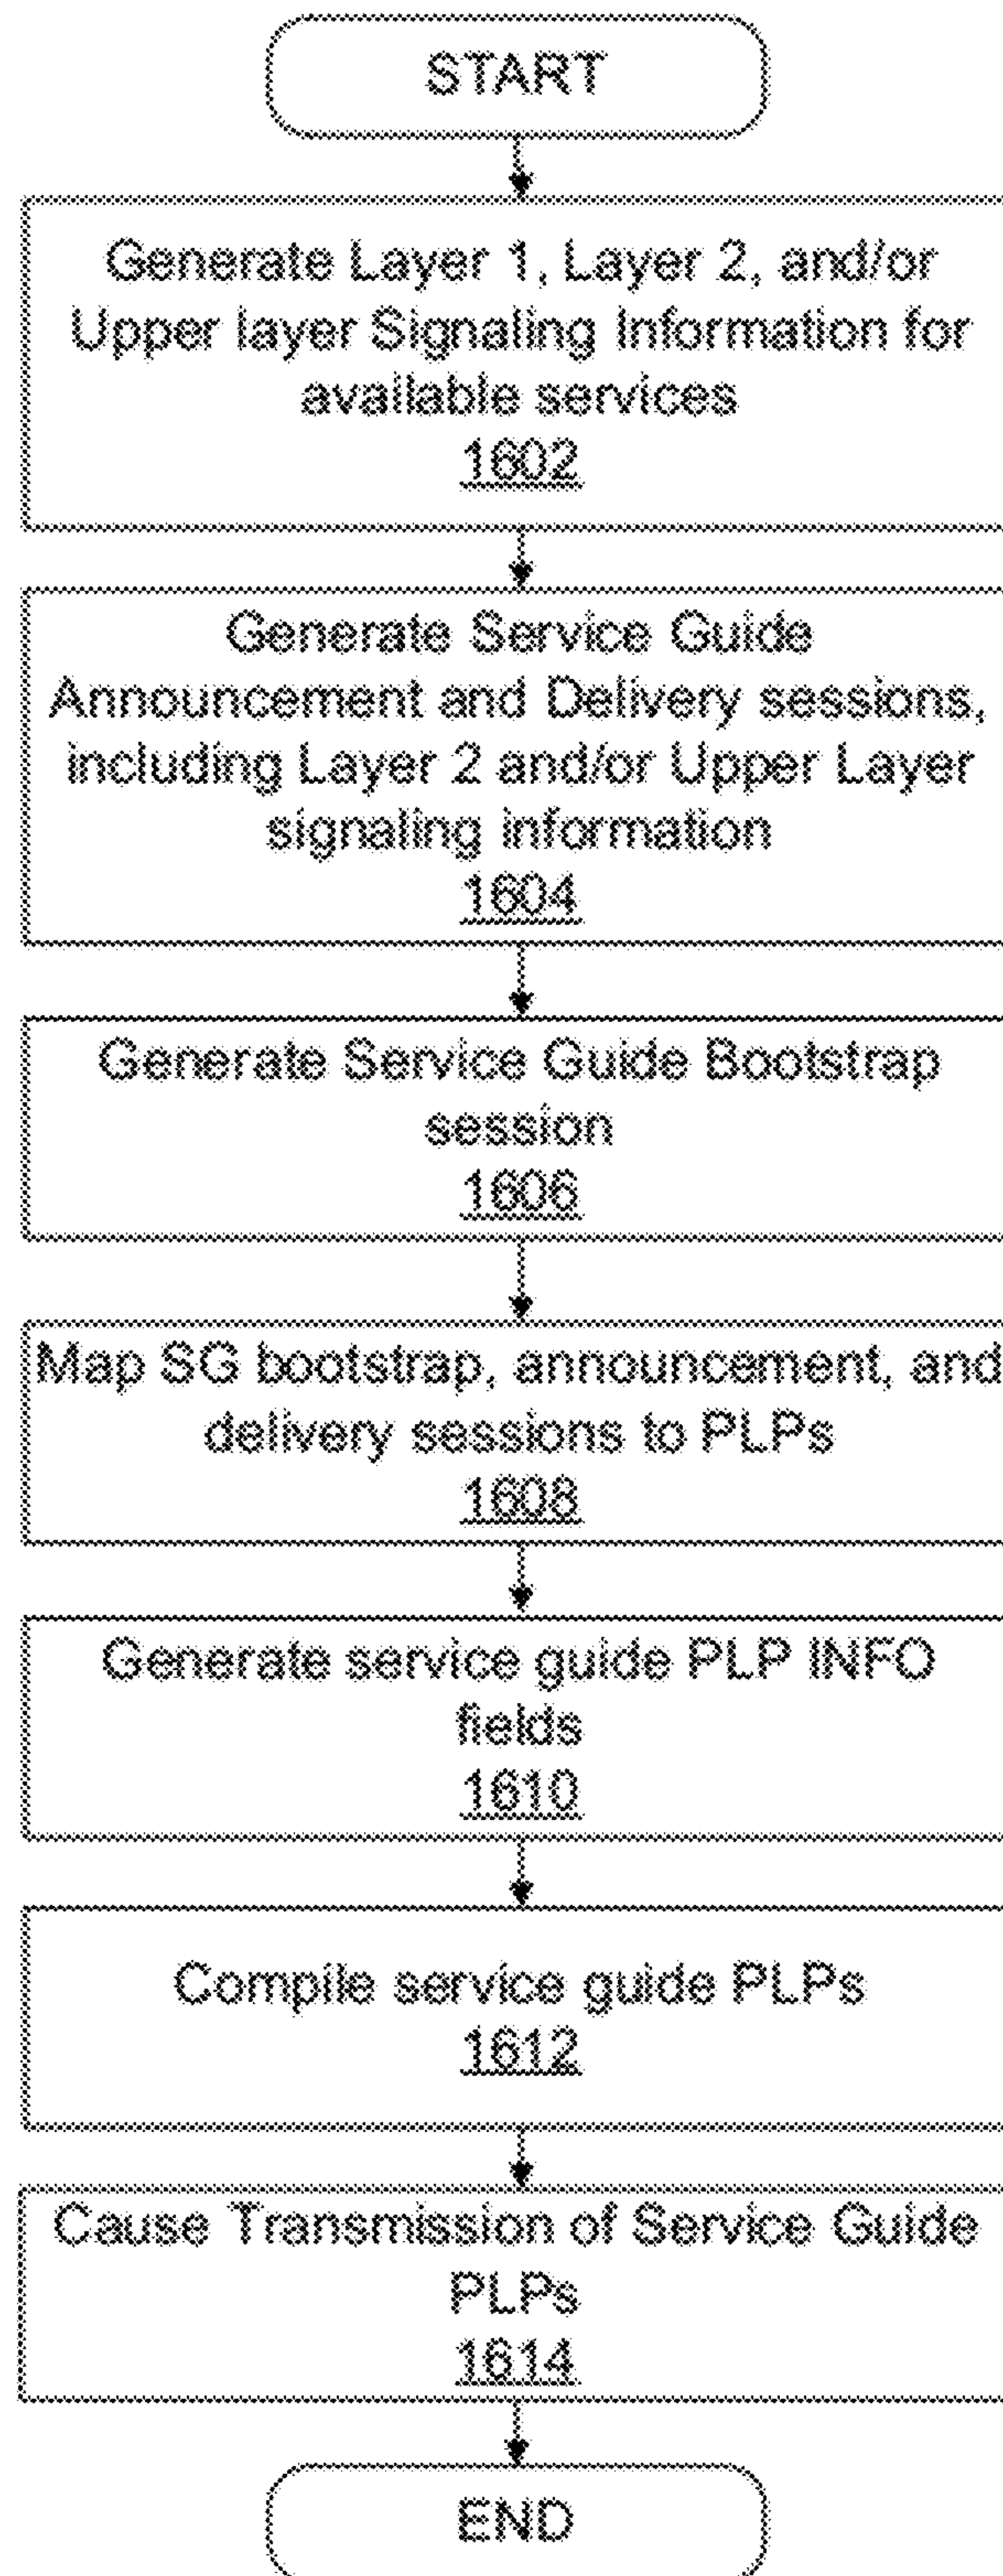 START
Generate Layer 1, Layer 2, and/or
Upper layer Signaling Information for
available services
1602
Generate Service Guide
Announcement and Delivery sessions,
including Layer 2 and/or Upper Layer
signaling information
1604
Generate Service Guide Bootstrap
session
1606
Map SG bootstrap, announcement, and
delivery sessions to PLPs
1608
Generate service guide PLP INFO
fields
1610
Compile service guide PLPs
1612
Cause Transmission of Service Guide
PLPs
1614
END